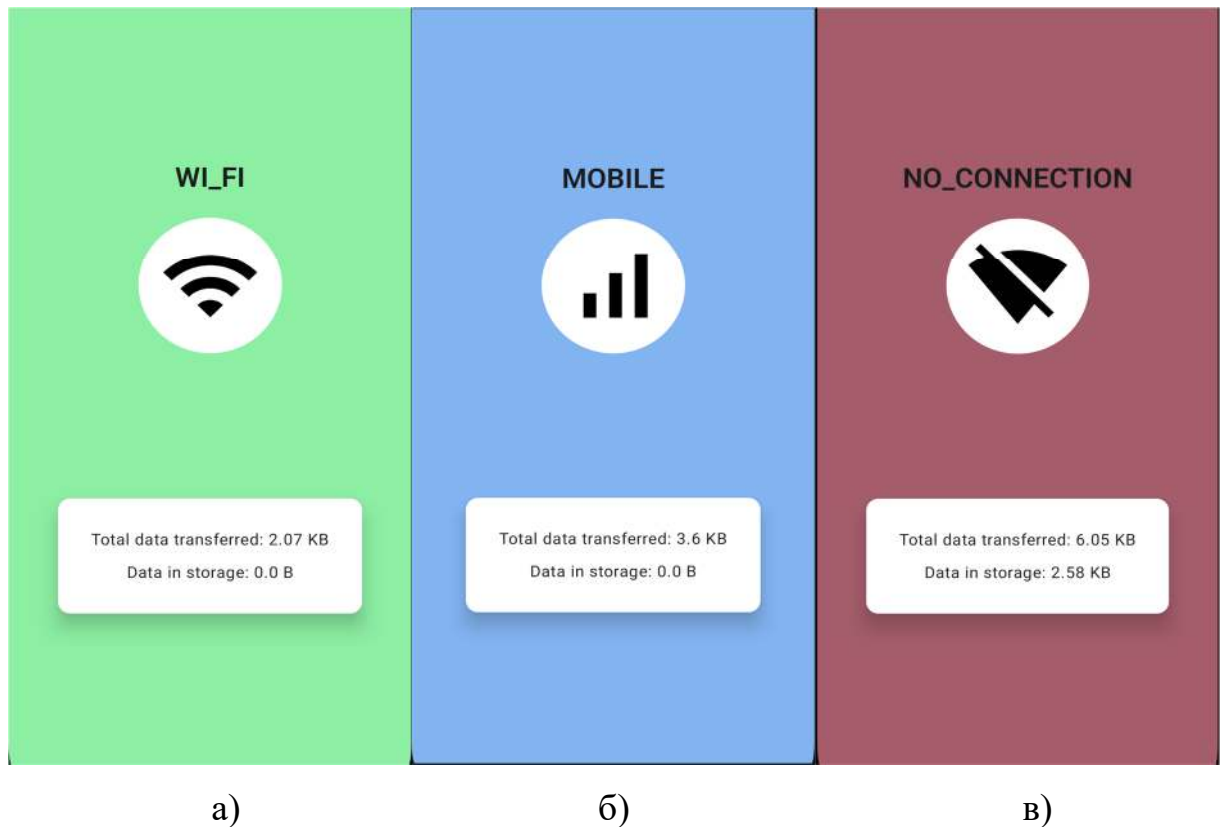 WI_FI
Total data transferred: 2.07 KB
Data in storage: 0.0 B
MOBILE
Total data transferred: 3.6 KB
Data in storage: 0.0 B
NO_CONNECTION
Total data transferred: 6.05 KB
Data in storage: 2.58 KB
а)
б)
в)